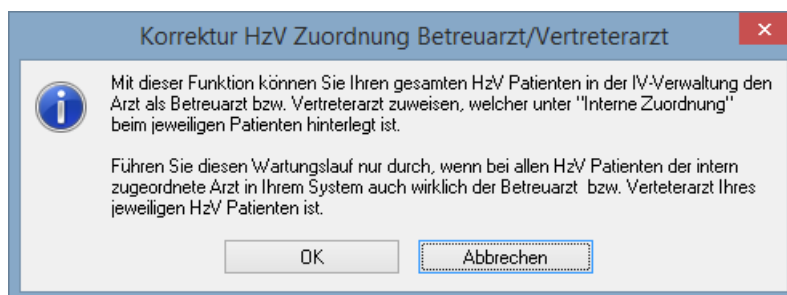 Korrektur HzV Zuordnung Betreuarzt/Vertreterarzt
Mit dieser Funktion können Sie Ihren gesamten HzV Patienten in der IV-Verwaltung den
Arzt als Betreuarzt bzw. Vertreterarzt zuweisen, welcher unter "Interne Zuordnung"
beim jeweiligen Patienten hinterlegt ist.
Führen Sie diesen Wartungslauf nur durch, wenn bei allen HzV Patienten der intern
zugeordnete Arzt in Ihrem System auch wirklich der Betreuarzt bzw. Verteterarzt Ihres
jeweiligen HzV Patienten ist.
OK
Abbrechen